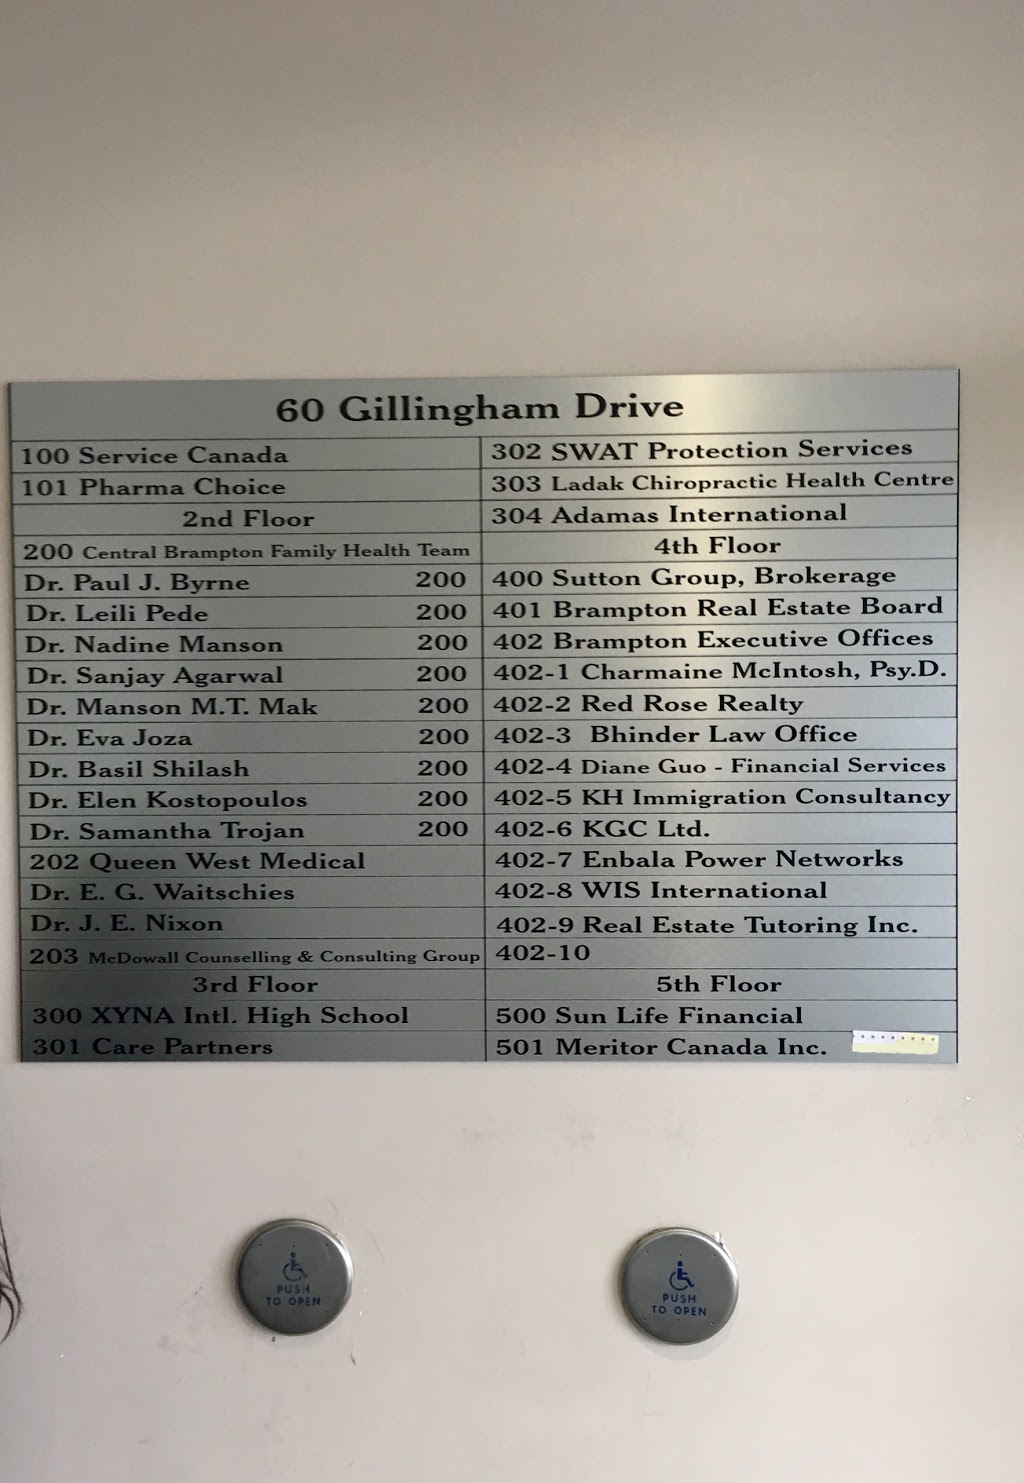 60 Gillingham Drive
100 Service Canada
101 Pharma Choice
2nd Floor
200 Central Brampton Family Health Team
Dr. Paul J. Byrne 200
Dr. Leili Pede 200
Dr. Nadine Manson 200
Dr. Sanjay Agarwal 200
Dr. Manson M.T. Mak 200
Dr. Eva Joza 200
Dr. Basil Shilash 200
Dr. Elen Kostopoulos 200
Dr. Samantha Trojan 200
202 Queen West Medical
Dr. E. G. Waitschies
Dr. J. E. Nixon
203 McDowall Counselling & Consulting Group
3rd Floor
300 XYNA Intl. High School
301 Care Partners
302 SWAT Protection Services
303 Ladak Chiropractic Health Centre
304 Adamas International
4th Floor
400 Sutton Group, Brokerage
401 Brampton Real Estate Board
402 Brampton Executive Offices
402-1 Charmaine McIntosh, Psy.D.
402-2 Red Rose Realty
402-3 Bhinder Law Office
402-4 Diane Guo - Financial Services
402-5 KH Immigration Consultancy
402-6 KGC Ltd.
402-7 Enbala Power Networks
402-8 WIS International
402-9 Real Estate Tutoring Inc.
402-10
5th Floor
500 Sun Life Financial
501 Meritor Canada Inc.
PUSH
TO OPEN
PUSH
TO OPEN